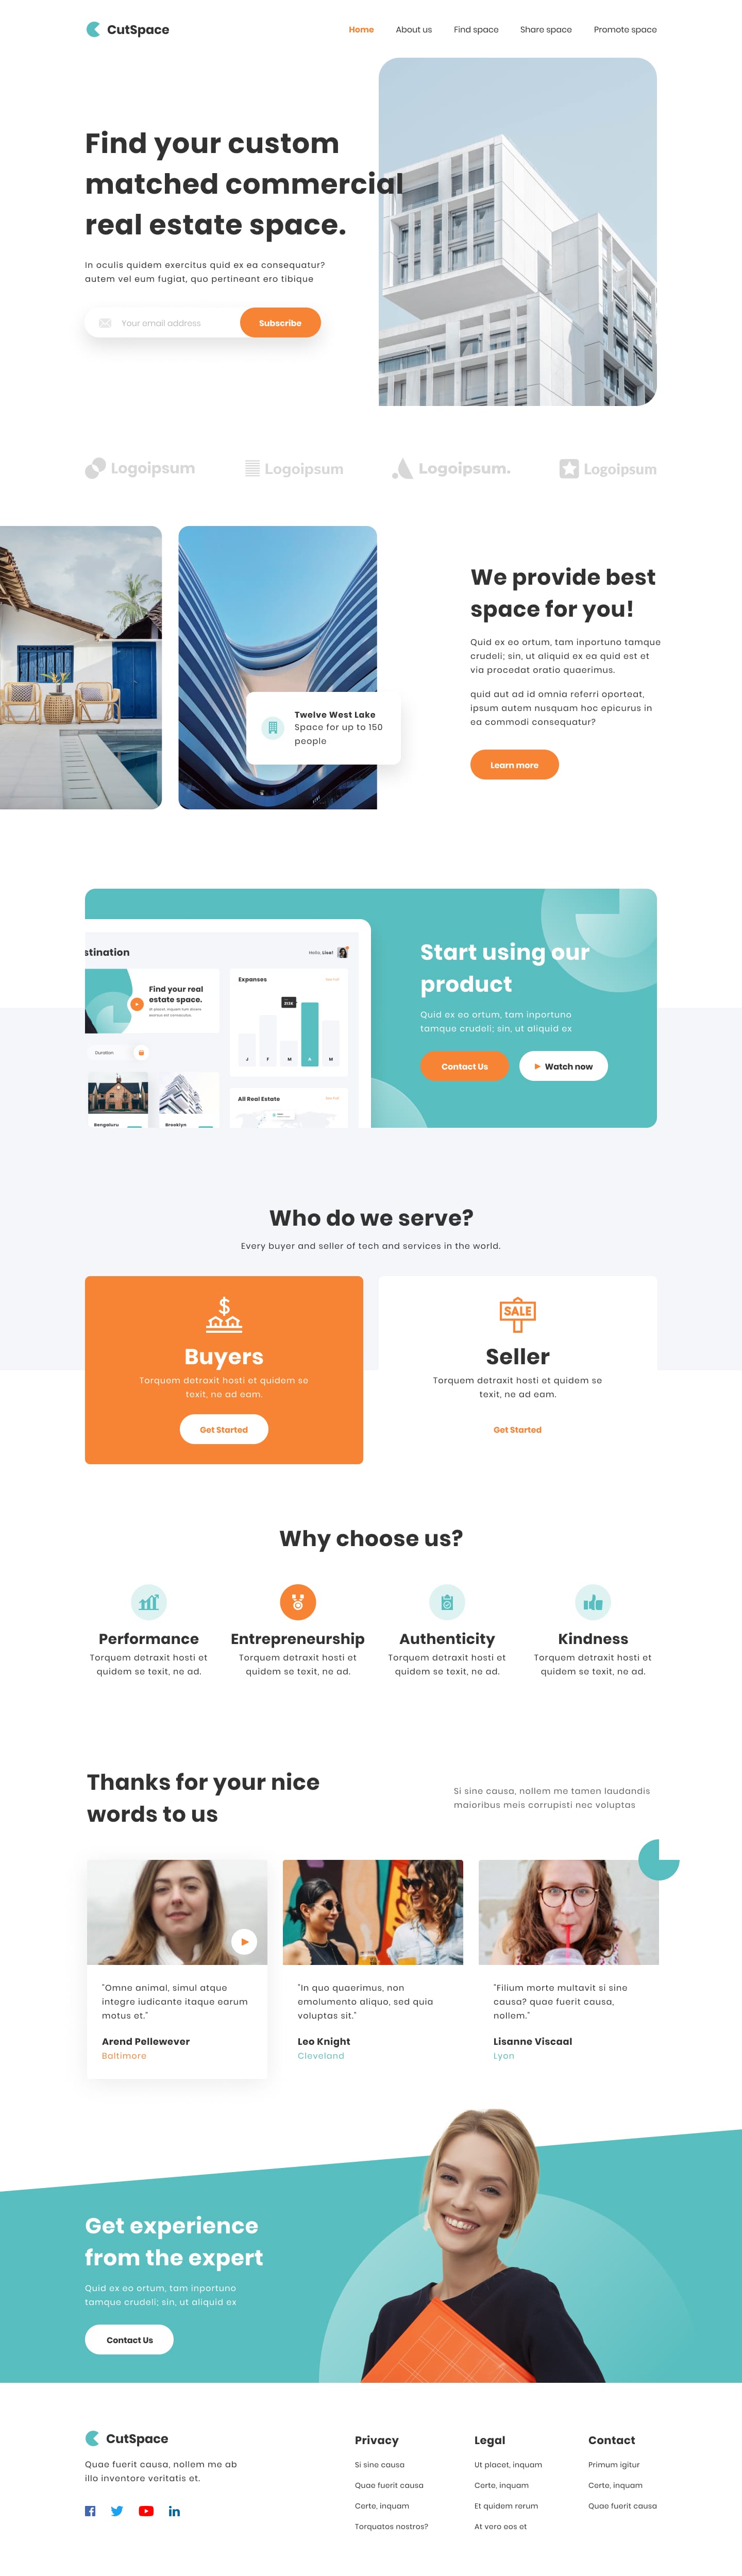 CutSpace
Home
About us
Find space
Share space
Promote space
Find your custom
matched commercial
real estate space.
In oculis quidem exercitus quid ex ea consequatur?
autem vel eum fugiat, quo pertineant ero tibique
Your email address
Subscribe
Logoipsum
Logoipsum
Logoipsum.
Logoipsum
We provide best
space for you!
Quid ex eo ortum, tam inportuno tamque
crudeli; sin, ut aliquid ex ea quid est et
via procedat oratio quaerimus.
quid aut ad id omnia referri oporteat,
ipsum autem nusquam hoc epicurus in
ea commodi consequatur?
Learn more
Twelve West Lake
Space for up to 150
people
stination
Hello, Lisa!
Find your real
estate space.
Duration
Bengaluru
Brooklyn
Expanses
J
F
M
A
M
All Real Estate
Start using our
product
Quid ex eo ortum, tam inportuno
tamque crudeli; sin, ut aliquid ex
Contact Us
Watch now
Who do we serve?
Every buyer and seller of tech and services in the world.
Buyers
Torquem detraxit hosti et quidem se
texit, ne ad eam.
Get Started
SALE
Seller
Torquem detraxit hosti et quidem se
texit, ne ad eam.
Get Started
Why choose us?
Performance
Torquem detraxit hosti et
quidem se texit, ne ad.
Entrepreneurship
Torquem detraxit hosti et
quidem se texit, ne ad.
Authenticity
Torquem detraxit hosti et
quidem se texit, ne ad.
Kindness
Torquem detraxit hosti et
quidem se texit, ne ad.
Thanks for your nice
words to us
Si sine causa, nollem me tamen laudandis
maioribus meis corrupisti nec voluptas
"Omne animal, simul atque
integre iudicante itaque earum
motus et."
Arend Pellewever
Baltimore
"In quo quaerimus, non
emolumento aliquo, sed quia
voluptas sit."
Leo Knight
Cleveland
"Filium morte multavit si sine
causa? quae fuerit causa,
nollem."
Lisanne Viscaal
Lyon
Get experience
from the expert
Quid ex eo ortum, tam inportuno
tamque crudeli; sin, ut aliquid ex
Contact Us
CutSpace
Quae fuerit causa, nollem me ab
illo inventore veritatis et.
Privacy
Si sine causa
Quae fuerit causa
Certe, inquam
Torquatos nostros?
Legal
Ut placet, inquam
Certe, inquam
Et quidem rerum
At vero eos et
Contact
Primum igitur
Certe, inquam
Quae fuerit causa